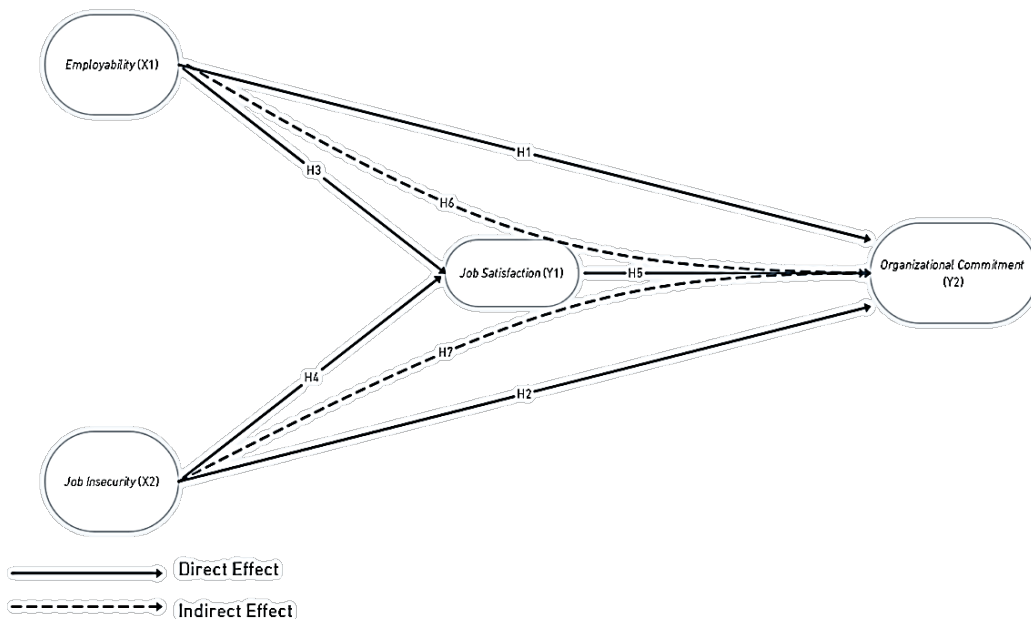 Employability (X1)
H1
H3
H6
Job Satisfaction (Y1)
H5
Organizational Commitment
(Y2)
H7
H4
H2
Job Insecurity (X2)
Direct Effect
Indirect Effect